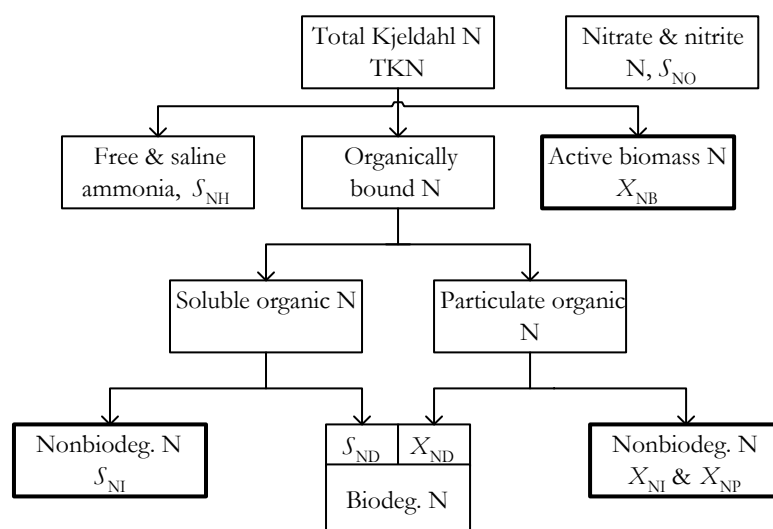 Total Kjeldahl N
TKN
Nitrate & nitrite
N, S_NO
Free & saline
ammonia, S_NH
Organically
bound N
Active biomass N
X_NB
Soluble organic N
Particulate organic
N
Nonbiodeg. N
S_NI
S_ND
X_ND
Biodeg. N
Nonbiodeg. N
X_NI & X_NP